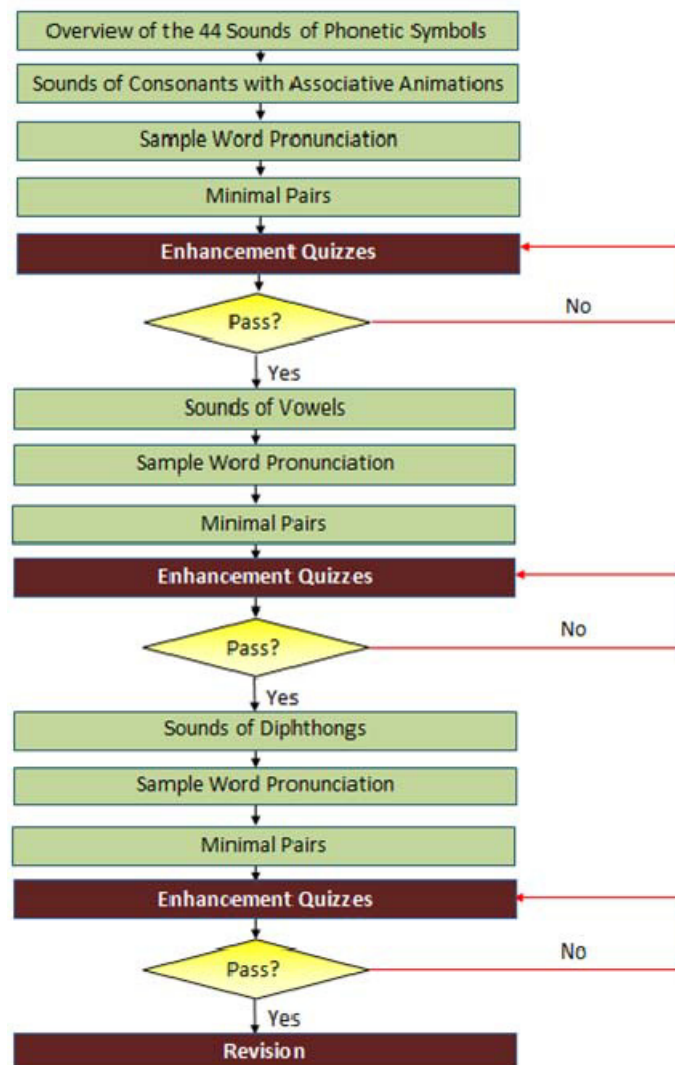 Overview of the 44 Sounds of Phonetic Symbols
Sounds of Consonants with Associative Animations
Sample Word Pronunciation
Minimal Pairs
Enhancement Quizzes
Pass?
No
Yes
Sounds of Vowels
Sample Word Pronunciation
Minimal Pairs
Enhancement Quizzes
Pass?
No
Yes
Sounds of Diphthongs
Sample Word Pronunciation
Minimal Pairs
Enhancement Quizzes
Pass?
No
Yes
Revision